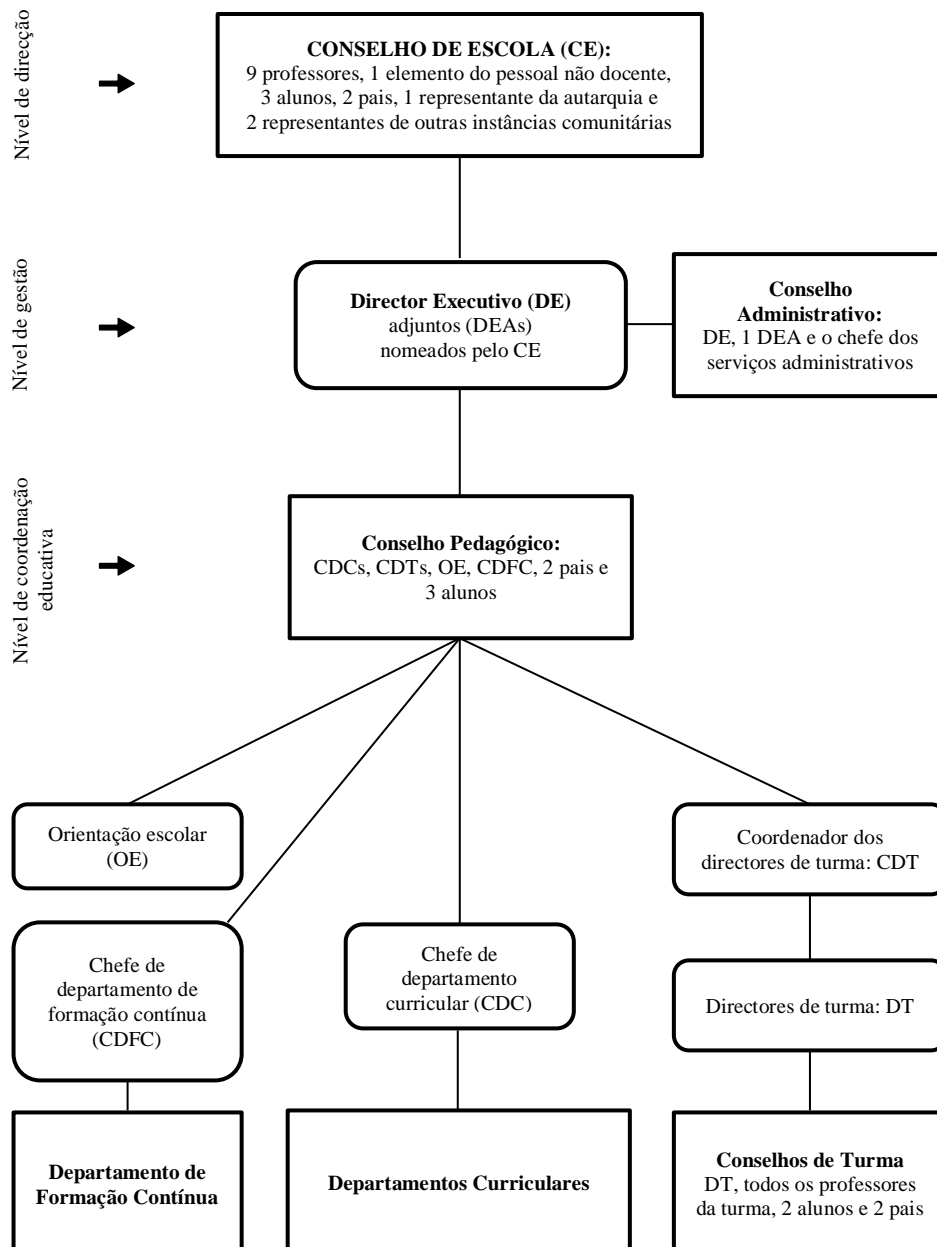 Nível de direcção
CONSELHO DE ESCOLA (CE):
9 professores, 1 elemento do pessoal não docente,
3 alunos, 2 pais, 1 representante da autarquia e
2 representantes de outras instâncias comunitárias
Nível de gestão
Director Executivo (DE)
adjuntos (DEAs)
nomeados pelo CE
Conselho
Administrativo:
DE, 1 DEA e o chefe dos
serviços administrativos
Nível de coordenação
educativa
Conselho Pedagógico:
CDCs, CDTs, OE, CDFC, 2 pais e
3 alunos
Orientação escolar
(OE)
Coordenador dos
directores de turma: CDT
Chefe de
departamento de
formação contínua
(CDFC)
Chefe de
departamento
curricular (CDC)
Directores de turma: DT
Departamento de
Formação Contínua
Departamentos Curriculares
Conselhos de Turma
DT, todos os professores
da turma, 2 alunos e 2 pais